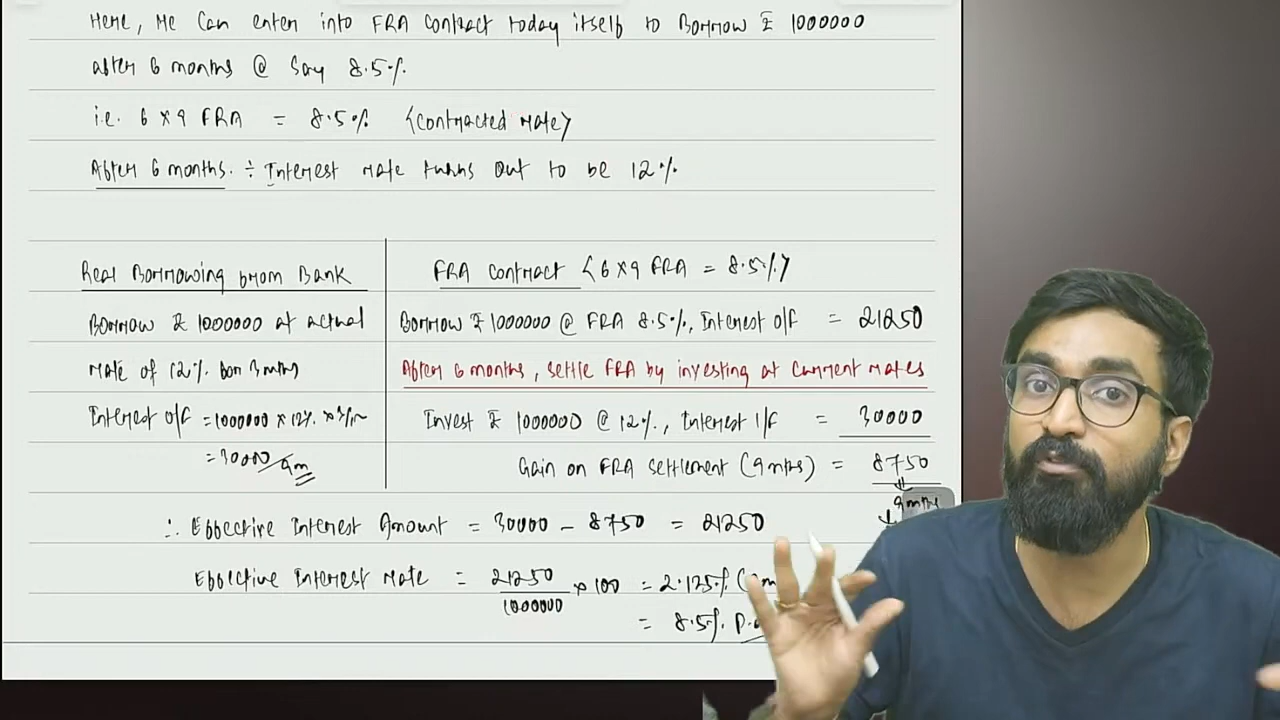 Here, we can enter into FRA contract today itself to Borrow ₹ 1000000
after 6 months @ Say 8.5%
i.e. 6 x 9 FRA = 8.5% {contracted rate}
After 6 months ÷ Interest rate turns out to be 12%
Real Borrowing from Bank
Borrow ₹ 1000000 at actual
rate of 12% for 3 mths
Interest o/f = 1000000 x 12% x 3/12
= 30000 9m
FRA contract {6 x 9 FRA = 8.5%}
Borrow ₹ 1000000 @ FRA 8.5%, Interest o/f = 21250
After 6 months, settle FRA by investing at current rates
Invest ₹ 1000000 @ 12%, Interest I/f = 30000
Gain on FRA settlement (9mths) = 8750
9mths
∴ Effective Interest Amount = 30000 - 8750 = 21250
Effective Interest Rate = 21250/1000000 x 100 = 2.125%
= 8.5% p.a